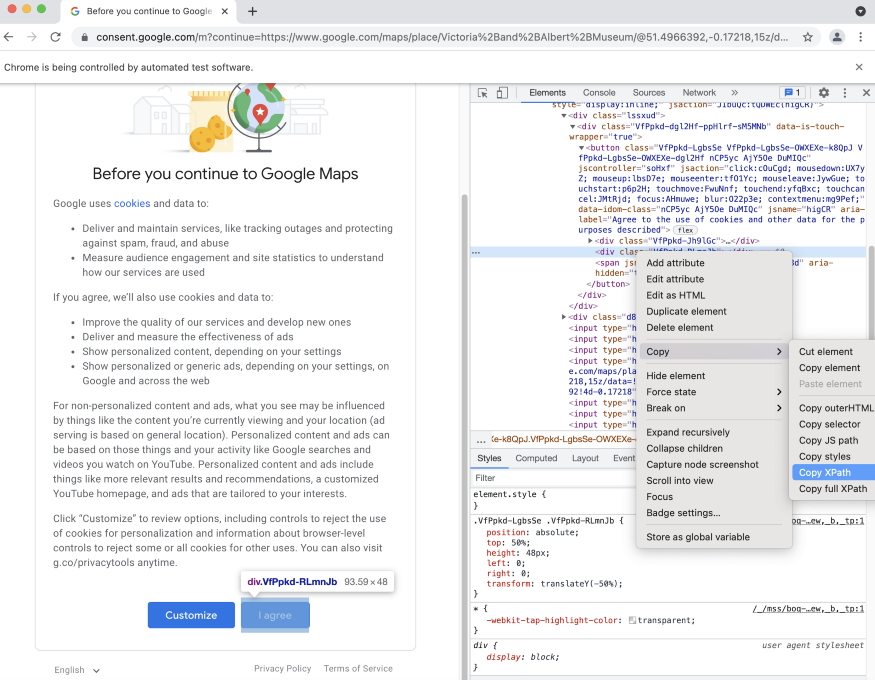 Before you continue to Google
consent.google.com/m?continue=https://www.google.com/maps/place/Victoria%2Band%2BAlbert%2BMuseum/@51.4966392,-0.17218,15z/d...
Chrome is being controlled by automated test software.
Before you continue to Google Maps
Google uses cookies and data to:
• Deliver and maintain services, like tracking outages and protecting
against spam, fraud, and abuse
• Measure audience engagement and site statistics to understand
how our services are used
If you agree, we'll also use cookies and data to:
• Improve the quality of our services and develop new ones
• Deliver and measure the effectiveness of ads
• Show personalized content, depending on your settings
• Show personalized or generic ads, depending on your settings, on
Google and across the web
For non-personalized content and ads, what you see may be influenced
by things like the content you're currently viewing and your location (ad
serving is based on general location). Personalized content and ads can
be based on those things and your activity like Google searches and
videos you watch on YouTube. Personalized content and ads include
things like more relevant results and recommendations, a customized
YouTube homepage, and ads that are tailored to your interests.
Click “Customize” to review options, including controls to reject the use
of cookies for personalization and information about browser-level
controls to reject some or all cookies for other uses. You can also visit
g.co/privacytools anytime.
div.VfPpkd-RLmnJb 93.59 × 48
Customize
I agree
English
Privacy Policy Terms of Service
Elements Console Sources Network » 1
style="display:inline;"
▼<div class="lssxud">
▼<div class="VfPpkd-dgl2Hf-ppHlrf-sM5MNb" data-is-touch-
wrapper="true">
▼<button class="VfPpkd-LgbsSe VfPpkd-LgbsSe-OWXEXe-k8QpJ V
fPpkd-LgbsSe-OWXEXe-dgl2Hf nCP5yc AjY5Oe DuMIQc"
jscontroller="soHxf" jsaction="click:cOuCgd; mousedown:UX7y
Z; mouseup:lbsD7e; mouseenter:tfO1Yc; mouseleave:JywGue; to
uchstart:p6p2H; touchmove:FwuNnf; touchend:yfqBxc; touchcan
cel:JMtRjd; focus:AHmuwe; blur:O22p3e; contextmenu:mg9Pef;"
data-idom-class="nCP5yc AjY5Oe DuMIQc" jsname="higCR" aria-
label="Agree to the use of cookies and other data for the p
urposes described"> flex
▶<div class="VfPpkd-Jh9lGc">…</div>
<div class=
<span jsn 8d" aria-
hidden="t
</button>
</div>
</div>
▶<div class="d8
<input type="h
<input type="h
<input type="h
<input type="h
e.com/maps/pla
218,15z/data=!
92!4d-0.17218"
<input type="h
<input type="h
<input type="h
... Xe-k8QpJ.VfPpkd-LgbsSe-OWXEXe-
Styles Computed Layout Event
Filter
element.style {
}
.VfPpkd-LgbsSe .VfPpkd-RLmnJb { oq-…ew,_b,_tp:1
position: absolute;
top: 50%;
height: 48px;
left: 0;
right: 0;
transform: translateY(-50%);
}
* { /_/mss/boq-…ew,_b,_tp:1
-webkit-tap-highlight-color: transparent;
}
div { user agent stylesheet
display: block;
}
Add attribute
Edit attribute
Edit as HTML
Duplicate element
Delete element
Copy
Hide element
Force state
Break on
Expand recursively
Collapse children
Capture node screenshot
Scroll into view
Focus
Badge settings...
Store as global variable
Cut element
Copy element
Paste element
Copy outerHTML
Copy selector
Copy JS path
Copy styles
Copy XPath
Copy full XPath